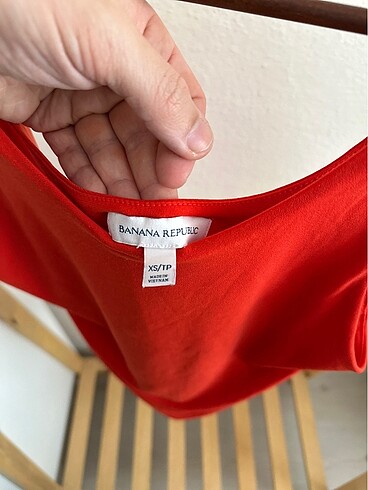 BANANA REPUBLIC
XS/TP
MADE IN
VIETNAM